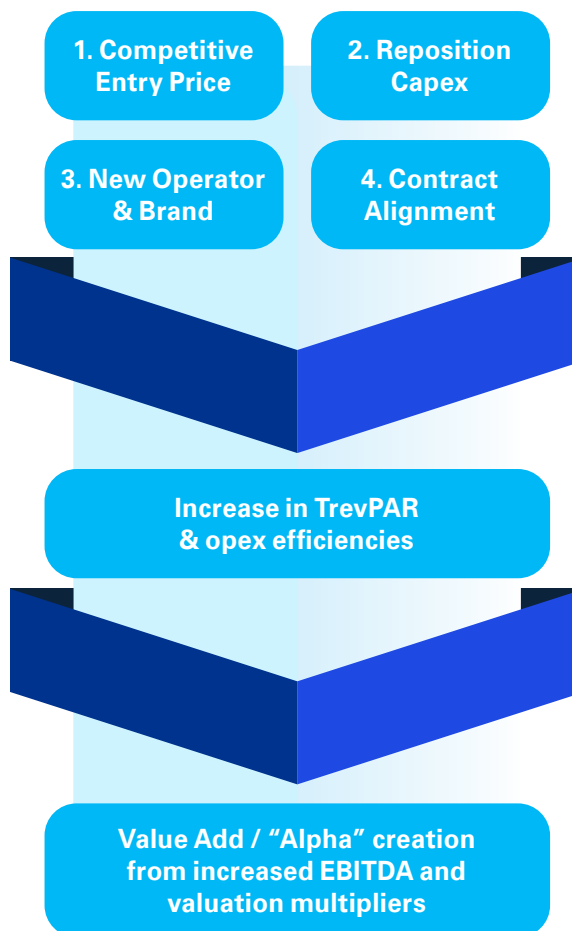 1. Competitive
Entry Price
2. Reposition
Capex
3. New Operator
& Brand
4. Contract
Alignment
Increase in TrevPAR
& opex efficiencies
Value Add / “Alpha” creation
from increased EBITDA and
valuation multipliers